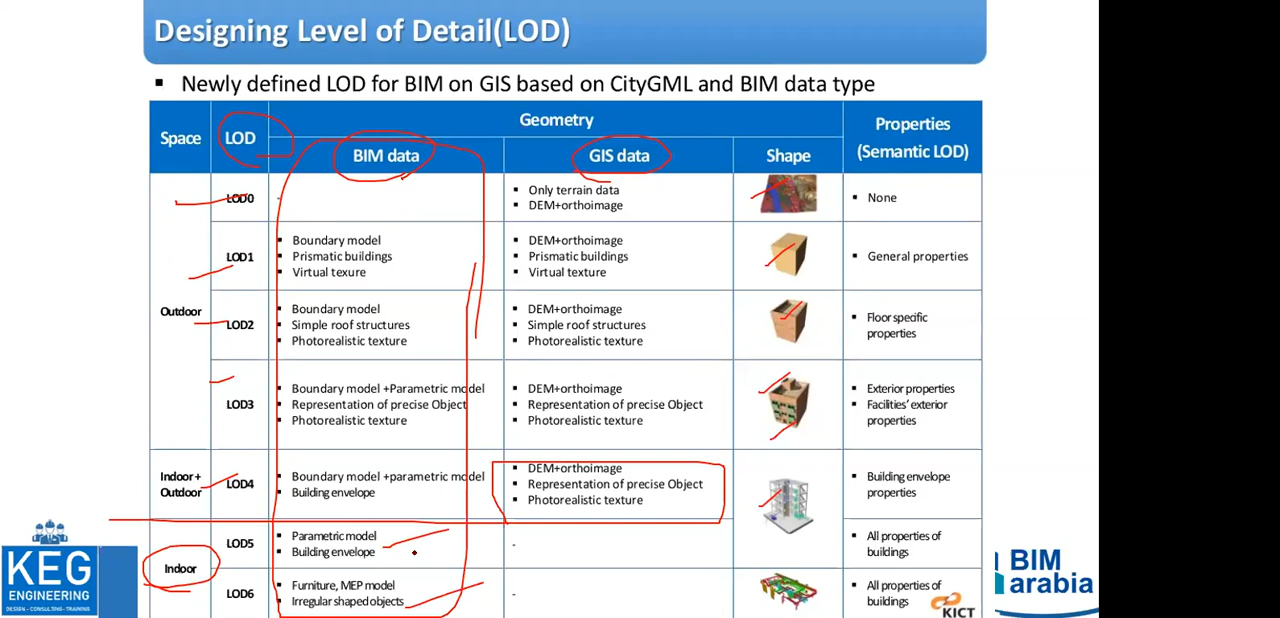 Designing Level of Detail(LOD)
▪ Newly defined LOD for BIM on GIS based on CityGML and BIM data type
Space
LOD
Geometry
Properties
(Semantic LOD)
BIM data
GIS data
Shape
Outdoor
LOD0
-
▪ Only terrain data
▪ DEM+orthoimage
▪ None
LOD1
▪ Boundary model
▪ Prismatic buildings
▪ Virtual texure
▪ DEM+orthoimage
▪ Prismatic buildings
▪ Virtual texture
▪ General properties
LOD2
▪ Boundary model
▪ Simple roof structures
▪ Photorealistic texture
▪ DEM+orthoimage
▪ Simple roof structures
▪ Photorealistic texture
▪ Floor specific
properties
LOD3
▪ Boundary model +Parametric model
▪ Representation of precise Object
▪ Photorealistic texture
▪ DEM+orthoimage
▪ Representation of precise Object
▪ Photorealistic texture
▪ Exterior properties
▪ Facilities' exterior
properties
Indoor +
Outdoor
LOD4
▪ Boundary model +parametric model
▪ Building envelope
▪ DEM+orthoimage
▪ Representation of precise Object
▪ Photorealistic texture
▪ Building envelope
properties
Indoor
LOD5
▪ Parametric model
▪ Building envelope
-
▪ All properties of
buildings
LOD6
▪ Furniture, MEP model
▪ Irregular shaped objects
-
▪ All properties of
buildings
KEG
ENGINEERING
DESIGN - CONSULTING - TRAINING
BIM
arabia
KICT